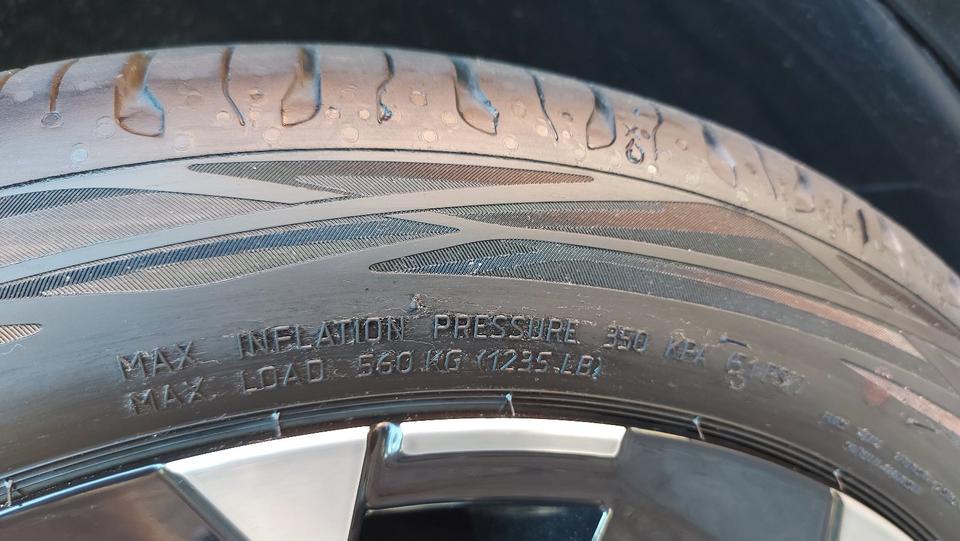 MAX INFLATION PRESSURE 350 KPA
MAX LOAD 560 KG (1235 LB)